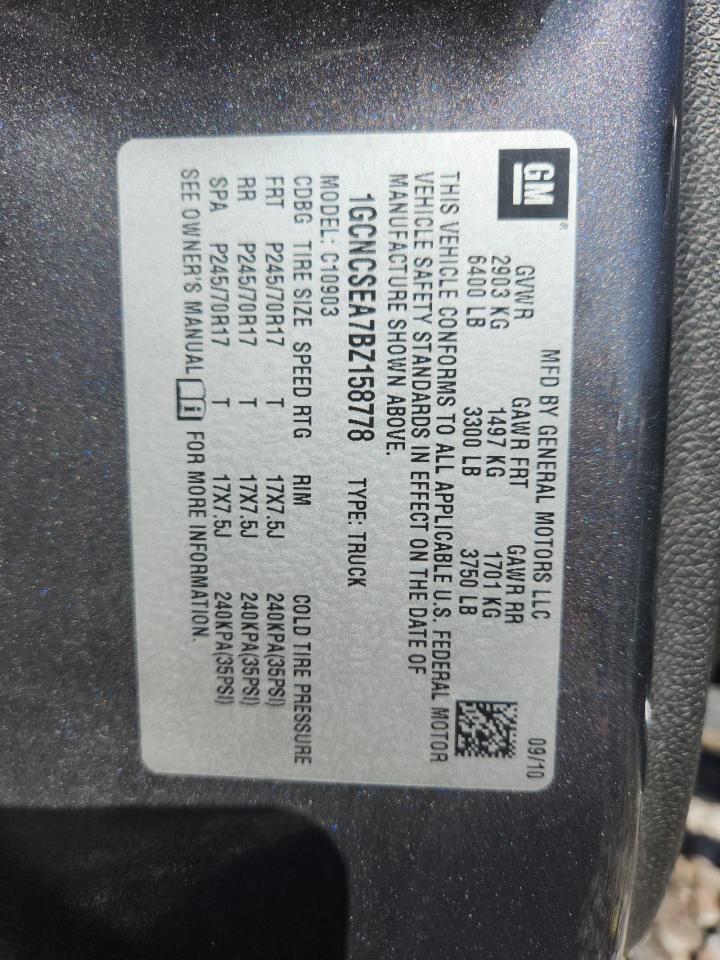 GM®
MFD BY GENERAL MOTORS LLC 09/10
GVWR GAWR FRT GAWR RR
2903 KG 1497 KG 1701 KG
6400 LB 3300 LB 3750 LB
THIS VEHICLE CONFORMS TO ALL APPLICABLE U.S. FEDERAL MOTOR
VEHICLE SAFETY STANDARDS IN EFFECT ON THE DATE OF
MANUFACTURE SHOWN ABOVE.
1GCNCSEA7BZ158778 TYPE: TRUCK
MODEL: C10903
CDBG TIRE SIZE SPEED RTG RIM COLD TIRE PRESSURE
FRT P245/70R17 T 17X7.5J 240KPA(35PSI)
RR P245/70R17 T 17X7.5J 240KPA(35PSI)
SPA P245/70R17 T 17X7.5J 240KPA(35PSI)
SEE OWNER'S MANUAL i FOR MORE INFORMATION.